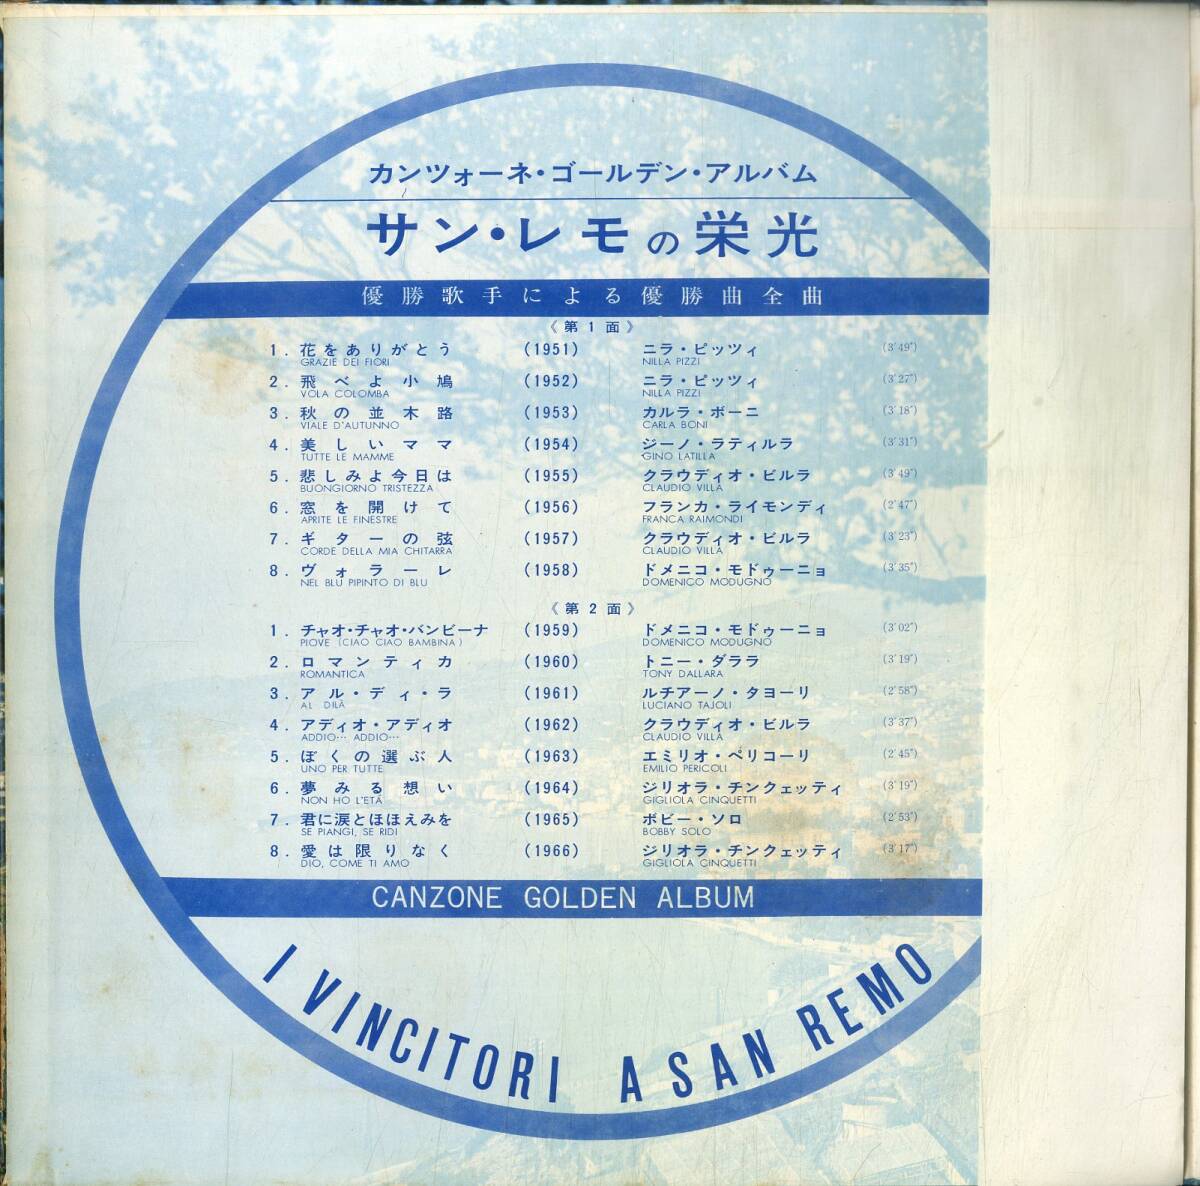 カンツォーネ・ゴールデン・アルバム
サン・レモの栄光
優勝歌手による優勝曲全曲
《第1面》
1. 花をありがとう (1951) ニラ・ピッツィ (3'49")
GRAZIE DEI FIORI NILLA PIZZI
2. 飛べよ小鳩 (1952) ニラ・ピッツィ (3'27")
VOLA COLOMBA NILLA PIZZI
3. 秋の並木路 (1953) カルラ・ボーニ (3'18")
VIALE D'AUTUNNO CARLA BONI
4. 美しいママ (1954) ジーノ・ラティルラ (3'31")
TUTTE LE MAMME GINO LATILLA
5. 悲しみよ今日は (1955) クラウディオ・ビルラ (3'49")
BUONGIORNO TRISTEZZA CLAUDIO VILLA
6. 窓を開けて (1956) フランカ・ライモンディ (2'47")
APRITE LE FINESTRE FRANCA RAIMONDI
7. ギターの弦 (1957) クラウディオ・ビルラ (3'23")
CORDE DELLA MIA CHITARRA CLAUDIO VILLA
8. ヴォラーレ (1958) ドメニコ・モドゥーニョ (3'35")
NEL BLU PIPINTO DI BLU DOMENICO MODUGNO
《第2面》
1. チャオ・チャオ・バンビーナ (1959) ドメニコ・モドゥーニョ (3'02")
PIOVE (CIAO CIAO BAMBINA) DOMENICO MODUGNO
2. ロマンティカ (1960) トニー・ダララ (3'19")
ROMANTICA TONY DALLARA
3. アル・ディ・ラ (1961) ルチアーノ・タヨーリ (2'58")
AL DILÀ LUCIANO TAJOLI
4. アディオ・アディオ (1962) クラウディオ・ビルラ (3'37")
ADDIO… ADDIO… CLAUDIO VILLA
5. ぼくの選ぶ人 (1963) エミリオ・ペリコーリ (2'45")
UNO PER TUTTE EMILIO PERICOLI
6. 夢みる想い (1964) ジリオラ・チンクェッティ (3'19")
NON HO L'ETÀ GIGLIOLA CINQUETTI
7. 君に涙とほほえみを (1965) ボビー・ソロ (2'53")
SE PIANGI, SE RIDI BOBBY SOLO
8. 愛は限りなく (1966) ジリオラ・チンクェッティ (3'17")
DIO, COME TI AMO GIGLIOLA CINQUETTI
CANZONE GOLDEN ALBUM
I VINCITORI A SAN REMO